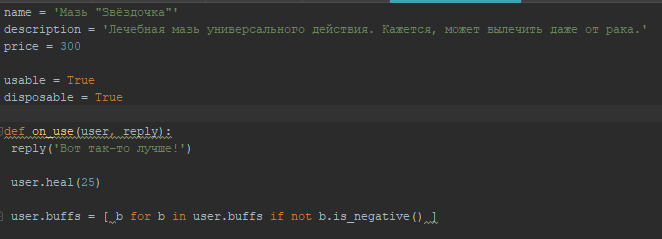 name = 'Мазь "Звёздочка"'
description = 'Лечебная мазь универсального действия. Кажется, может вылечить даже от рака.'
price = 300
usable = True
disposable = True
def on_use(user, reply):
reply('Вот так-то лучше!')
user.heal(25)
user.buffs = [ b for b in user.buffs if not b.is_negative() ]